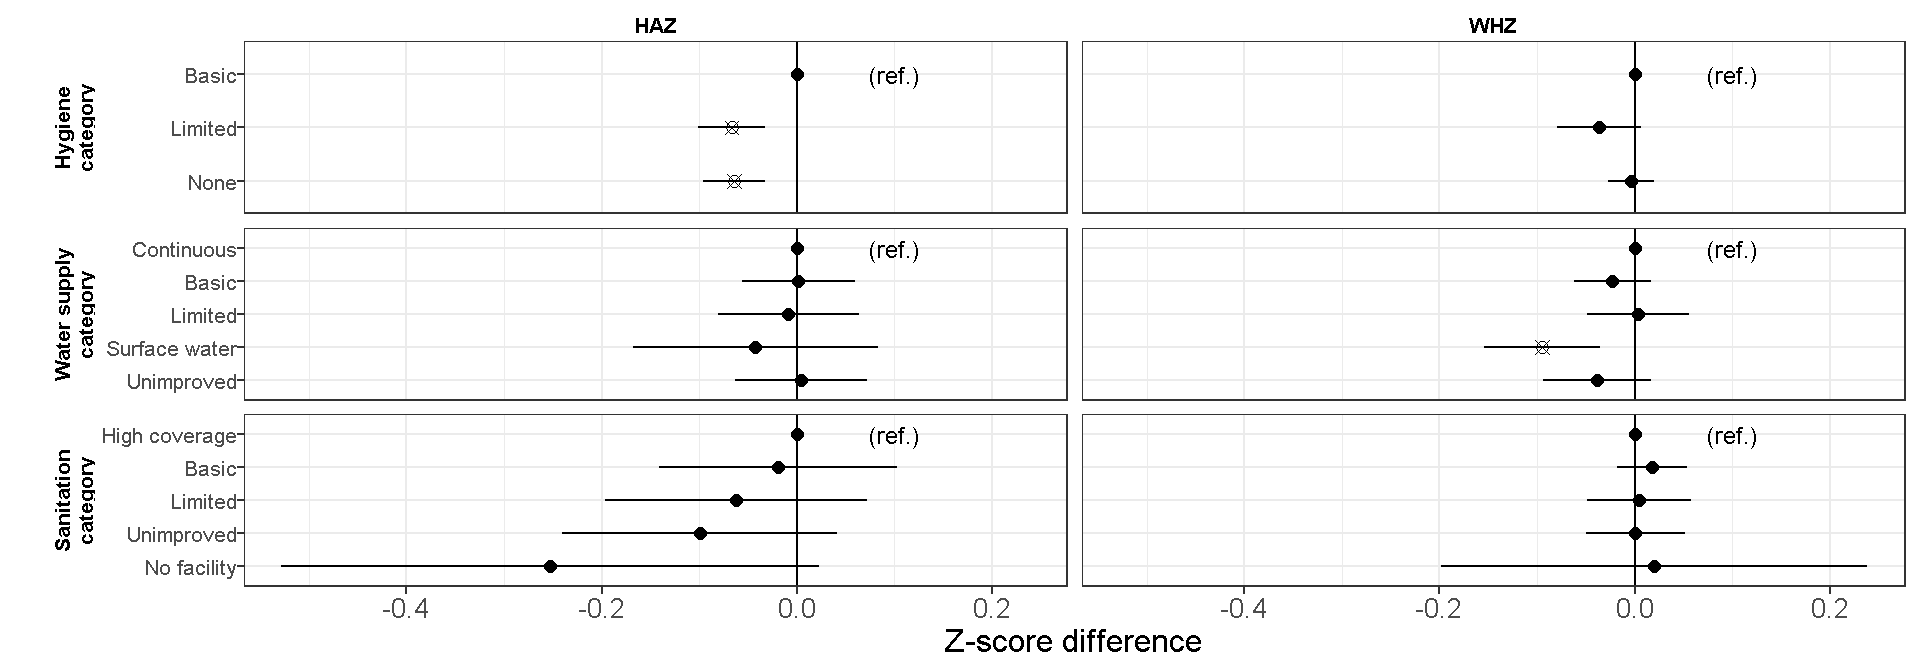 HAZ
WHZ
Hygiene
category
Basic
(ref.)
(ref.)
Limited
None
Water supply
category
Continuous
(ref.)
(ref.)
Basic
Limited
Surface water
Unimproved
Sanitation
category
High coverage
(ref.)
(ref.)
Basic
Limited
Unimproved
No facility
-0.4
-0.2
0.0
0.2
-0.4
-0.2
0.0
0.2
Z-score difference